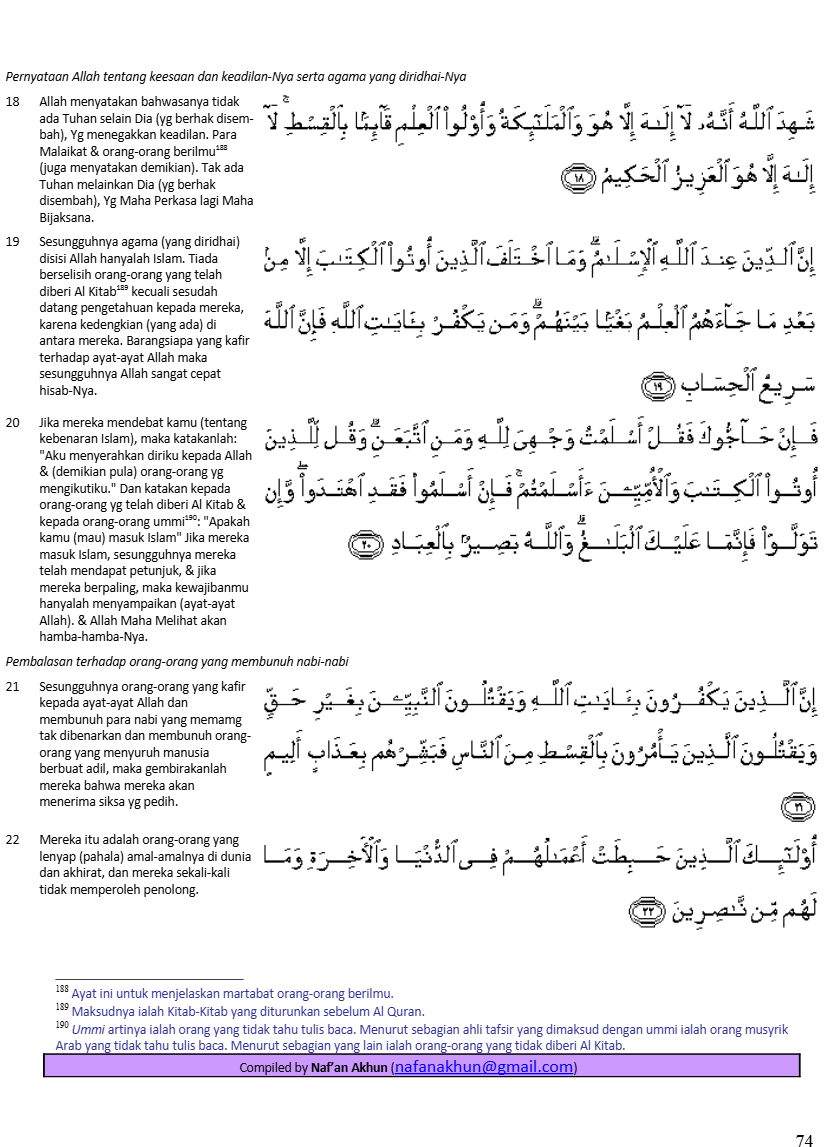 Pernyataan Allah tentang keesaan dan keadilan-Nya serta agama yang diridhai-Nya
18 Allah menyatakan bahwasanya tidak
ada Tuhan selain Dia (yg berhak disem-
bah), Yg menegakkan keadilan. Para
Malaikat & orang-orang berilmu188
(juga menyatakan demikian). Tak ada
Tuhan melainkan Dia (yg berhak
disembah), Yg Maha Perkasa lagi Maha
Bijaksana.
شَهِدَ ٱللَّهُ أَنَّهُۥ لَآ إِلَـٰهَ إِلَّا هُوَ وَٱلْمَلَـٰٓئِكَةُ وَأُو۟لُوا۟ ٱلْعِلْمِ قَآئِمًۢا بِٱلْقِسْطِ ۚ لَآ
إِلَـٰهَ إِلَّا هُوَ ٱلْعَزِيزُ ٱلْحَكِيمُ ١٨
19 Sesungguhnya agama (yang diridhai)
disisi Allah hanyalah Islam. Tiada
berselisih orang-orang yang telah
diberi Al Kitab189 kecuali sesudah
datang pengetahuan kepada mereka,
karena kedengkian (yang ada) di
antara mereka. Barangsiapa yang kafir
terhadap ayat-ayat Allah maka
sesungguhnya Allah sangat cepat
hisab-Nya.
إِنَّ ٱلدِّينَ عِندَ ٱللَّهِ ٱلْإِسْلَـٰمُ ۗ وَمَا ٱخْتَلَفَ ٱلَّذِينَ أُوتُوا۟ ٱلْكِتَـٰبَ إِلَّا مِنۢ
بَعْدِ مَا جَآءَهُمُ ٱلْعِلْمُ بَغْيًۢا بَيْنَهُمْ ۗ وَمَن يَكْفُرْ بِـَٔايَـٰتِ ٱللَّهِ فَإِنَّ ٱللَّهَ
سَرِيعُ ٱلْحِسَابِ ١٩
20 Jika mereka mendebat kamu (tentang
kebenaran Islam), maka katakanlah:
"Aku menyerahkan diriku kepada Allah
& (demikian pula) orang-orang yg
mengikutiku." Dan katakan kepada
orang-orang yg telah diberi Al Kitab &
kepada orang-orang ummi190: "Apakah
kamu (mau) masuk Islam" Jika mereka
masuk Islam, sesungguhnya mereka
telah mendapat petunjuk, & jika
mereka berpaling, maka kewajibanmu
hanyalah menyampaikan (ayat-ayat
Allah). & Allah Maha Melihat akan
hamba-hamba-Nya.
فَإِنْ حَآجُّوكَ فَقُلْ أَسْلَمْتُ وَجْهِىَ لِلَّهِ وَمَنِ ٱتَّبَعَنِ ۗ وَقُل لِّلَّذِينَ
أُوتُوا۟ ٱلْكِتَـٰبَ وَٱلْأُمِّيِّـۧنَ ءَأَسْلَمْتُمْ ۚ فَإِنْ أَسْلَمُوا۟ فَقَدِ ٱهْتَدَوا۟ ۖ وَّإِن
تَوَلَّوْا۟ فَإِنَّمَا عَلَيْكَ ٱلْبَلَـٰغُ ۗ وَٱللَّهُ بَصِيرٌۢ بِٱلْعِبَادِ ٢٠
Pembalasan terhadap orang-orang yang membunuh nabi-nabi
21 Sesungguhnya orang-orang yang kafir
kepada ayat-ayat Allah dan
membunuh para nabi yang memamg
tak dibenarkan dan membunuh orang-
orang yang menyuruh manusia
berbuat adil, maka gembirakanlah
mereka bahwa mereka akan
menerima siksa yg pedih.
إِنَّ ٱلَّذِينَ يَكْفُرُونَ بِـَٔايَـٰتِ ٱللَّهِ وَيَقْتُلُونَ ٱلنَّبِيِّـۧنَ بِغَيْرِ حَقٍّ
وَيَقْتُلُونَ ٱلَّذِينَ يَأْمُرُونَ بِٱلْقِسْطِ مِنَ ٱلنَّاسِ فَبَشِّرْهُم بِعَذَابٍ أَلِيمٍ
٢١
22 Mereka itu adalah orang-orang yang
lenyap (pahala) amal-amalnya di dunia
dan akhirat, dan mereka sekali-kali
tidak memperoleh penolong.
أُو۟لَـٰٓئِكَ ٱلَّذِينَ حَبِطَتْ أَعْمَـٰلُهُمْ فِى ٱلدُّنْيَا وَٱلْـَٔاخِرَةِ وَمَا
لَهُم مِّن نَّـٰصِرِينَ ٢٢
188 Ayat ini untuk menjelaskan martabat orang-orang berilmu.
189 Maksudnya ialah Kitab-Kitab yang diturunkan sebelum Al Quran.
190 Ummi artinya ialah orang yang tidak tahu tulis baca. Menurut sebagian ahli tafsir yang dimaksud dengan ummi ialah orang musyrik
Arab yang tidak tahu tulis baca. Menurut sebagian yang lain ialah orang-orang yang tidak diberi Al Kitab.
Compiled by Naf'an Akhun (nafanakhun@gmail.com)
74